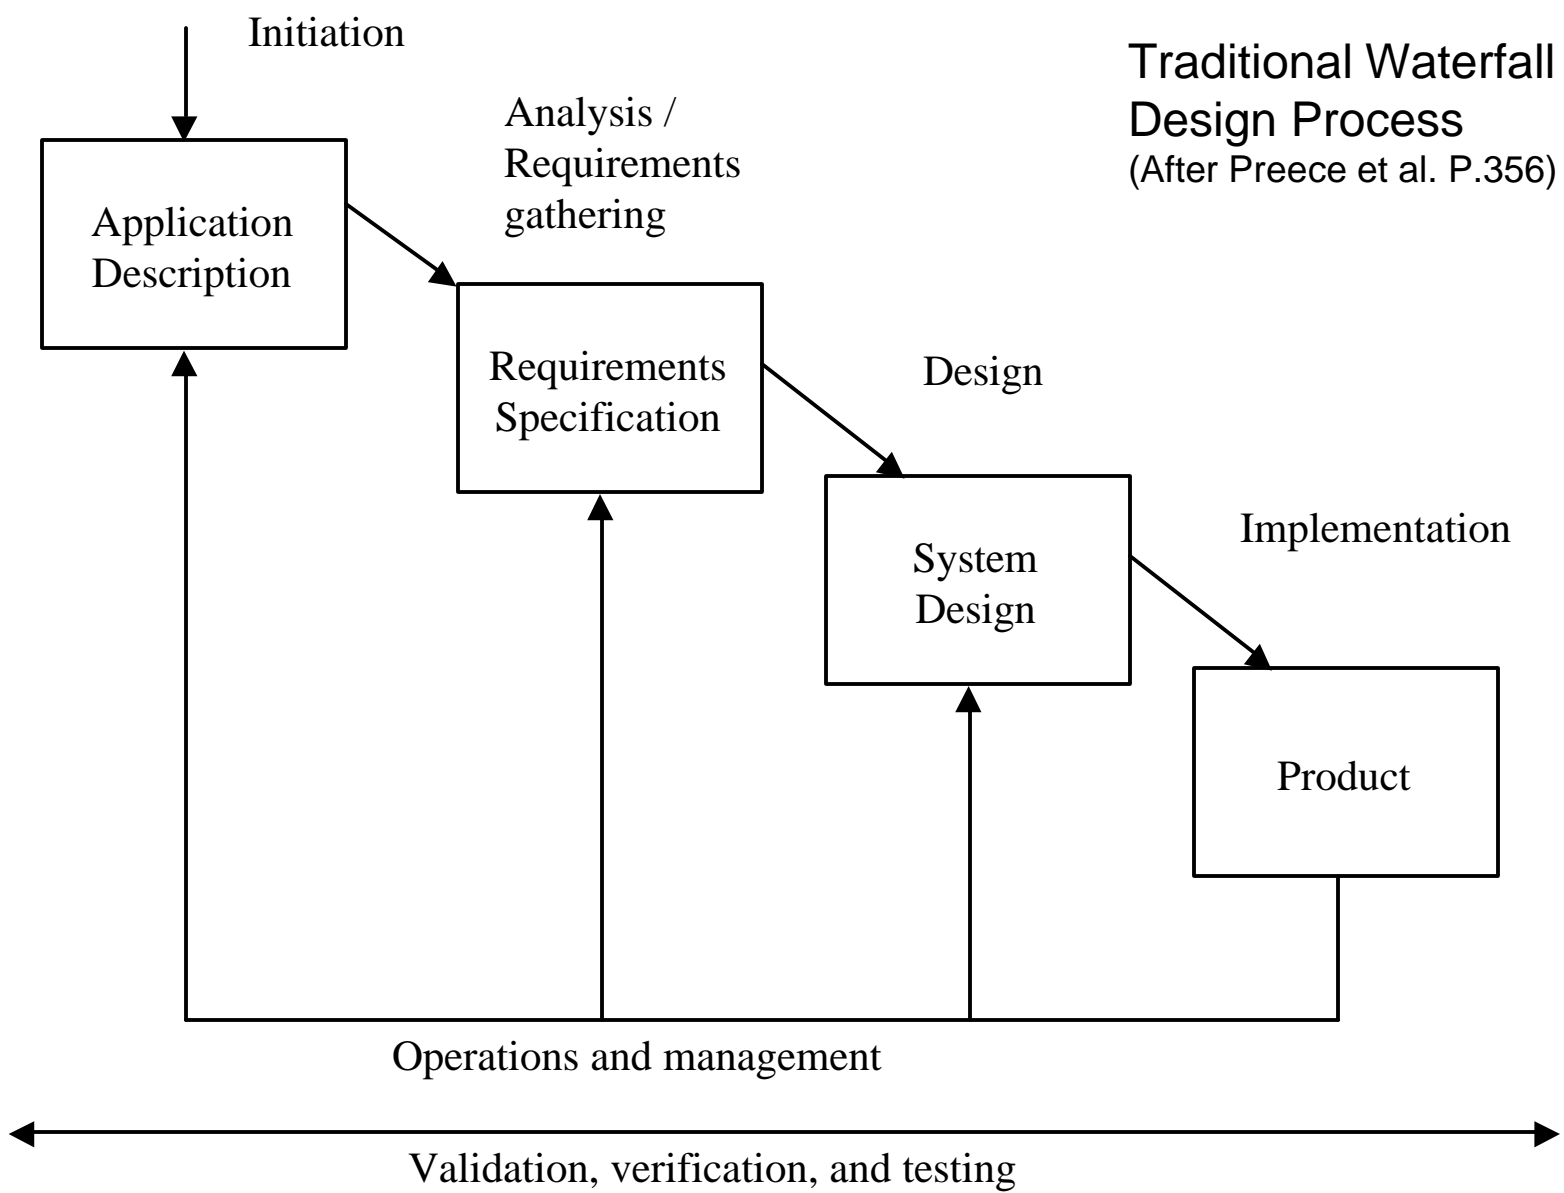 Initiation
Traditional Waterfall
Design Process
(After Preece et al. P.356)
Analysis /
Requirements
gathering
Application
Description
Requirements
Specification
Design
System
Design
Implementation
Product
Operations and management
Validation, verification, and testing